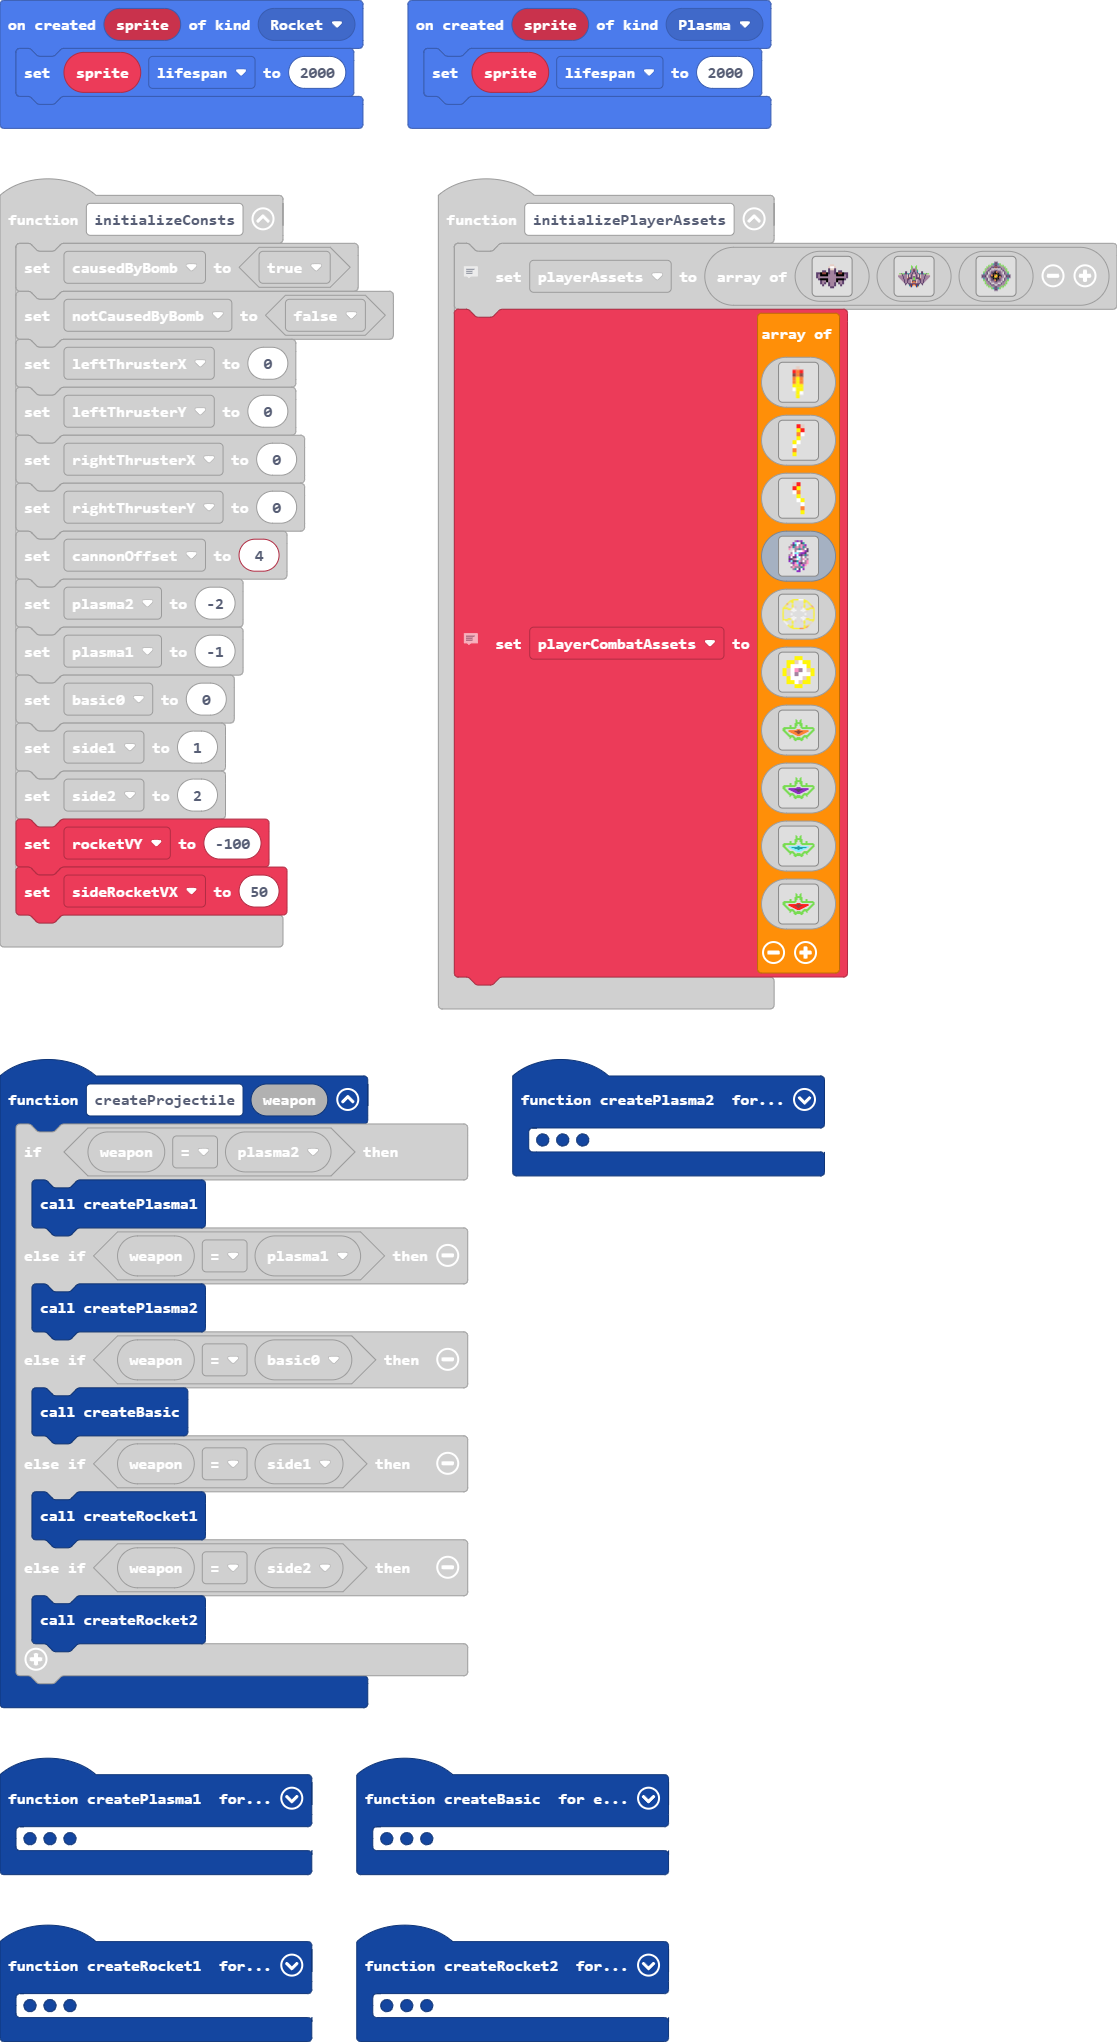 on created sprite of kind Rocket
set sprite lifespan to 2000
on created sprite of kind Plasma
set sprite lifespan to 2000
function initializeConsts
set causedByBomb to true
set notCausedByBomb to false
set leftThrusterX to 0
set leftThrusterY to 0
set rightThrusterX to 0
set rightThrusterY to 0
set cannonOffset to 4
set plasma2 to -2
set plasma1 to -1
set basic0 to 0
set side1 to 1
set side2 to 2
set rocketVY to -100
set sideRocketVX to 50
function initializePlayerAssets
set playerAssets to array of
array of
set playerCombatAssets to
function createProjectile weapon
if weapon = plasma2 then
call createPlasma1
else if weapon = plasma1 then
call createPlasma2
else if weapon = basic0 then
call createBasic
else if weapon = side1 then
call createRocket1
else if weapon = side2 then
call createRocket2
function createPlasma2 for...
function createPlasma1 for...
function createBasic for e...
function createRocket1 for...
function createRocket2 for...